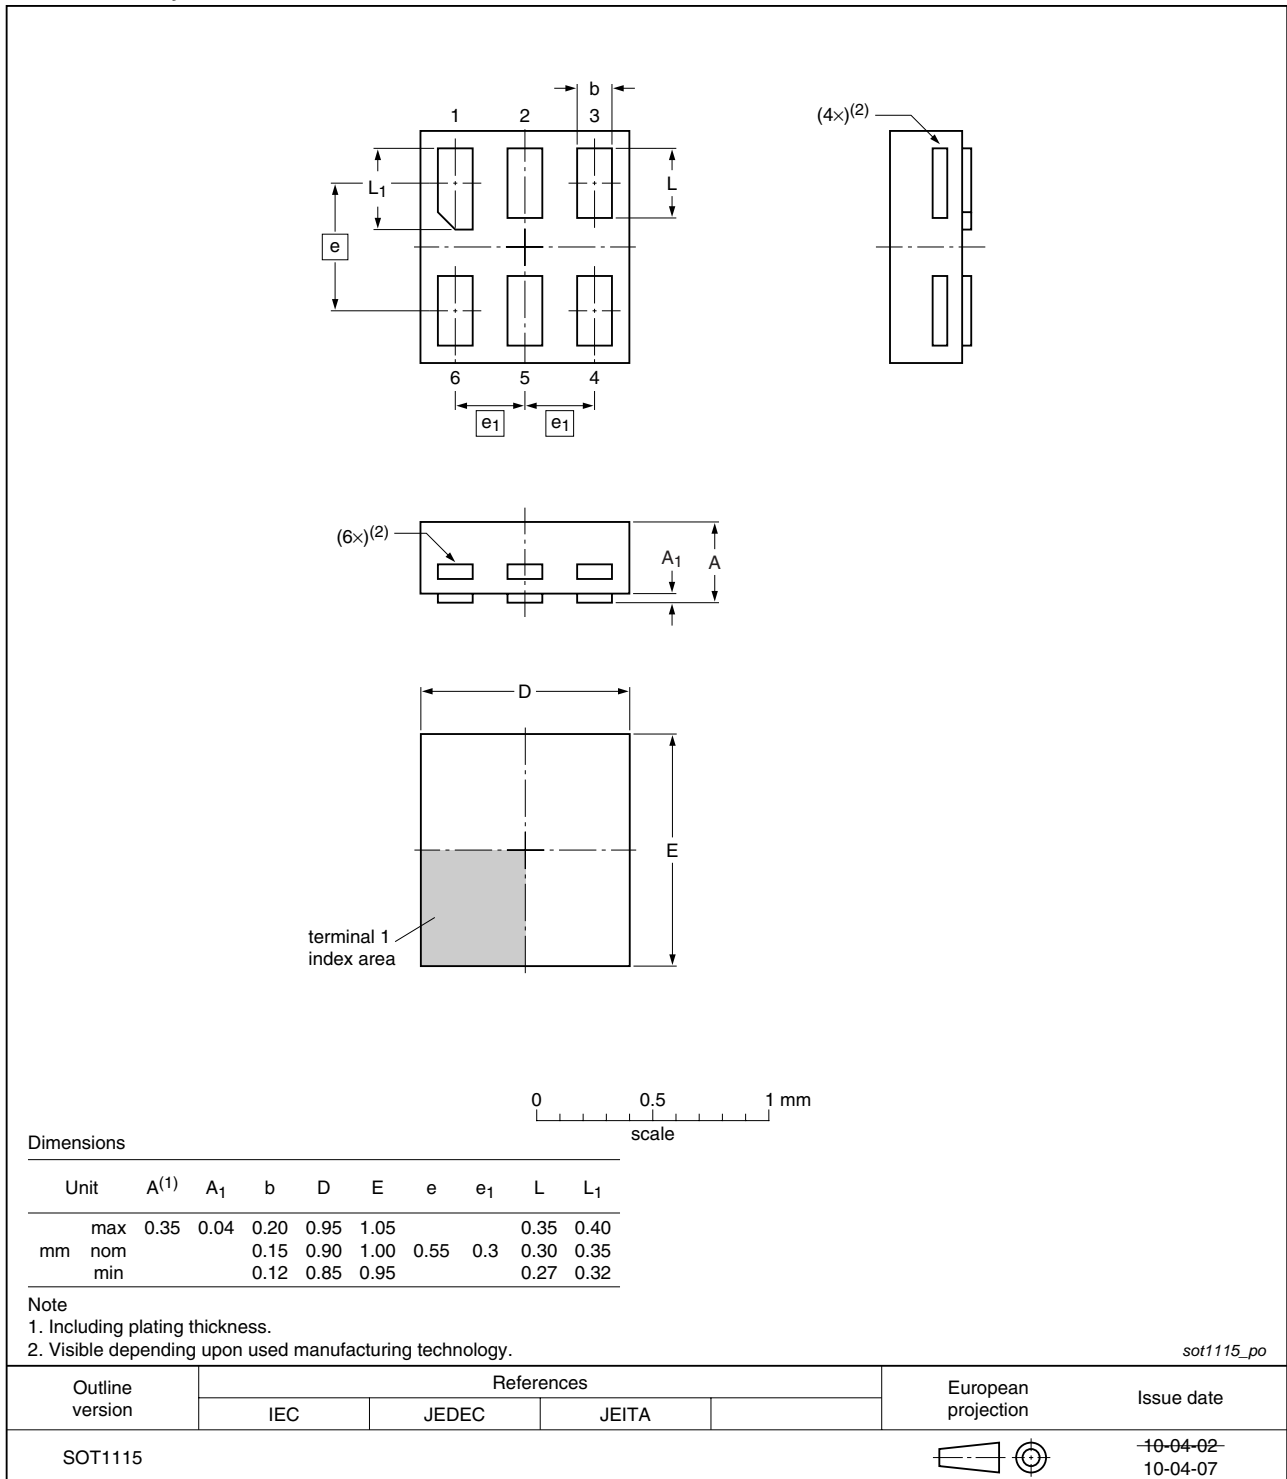 b
1 2 3
(4×)(2)
L1
L
e
6 5 4
e1 e1
(6×)(2)
A1 A
D
E
terminal 1
index area
0 0.5 1 mm
scale
Dimensions
Unit A(1) A1 b D E e e1 L L1
max 0.35 0.04 0.20 0.95 1.05 0.35 0.40
mm nom 0.15 0.90 1.00 0.55 0.3 0.30 0.35
min 0.12 0.85 0.95 0.27 0.32
Note
1. Including plating thickness.
2. Visible depending upon used manufacturing technology.
sot1115_po
Outline
version
References
IEC JEDEC JEITA
European
projection
Issue date
SOT1115
10-04-02
10-04-07